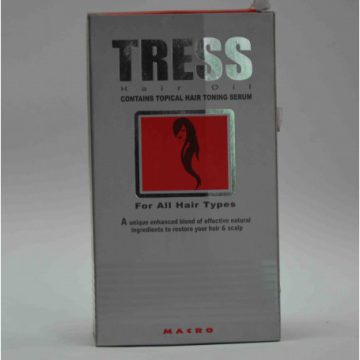 TRESS
Hair Oil
CONTAINS TOPICAL HAIR TONING SERUM
For All Hair Types
A unique enhanced blend of effective natural
ingredients to restore your hair & scalp
MACRO